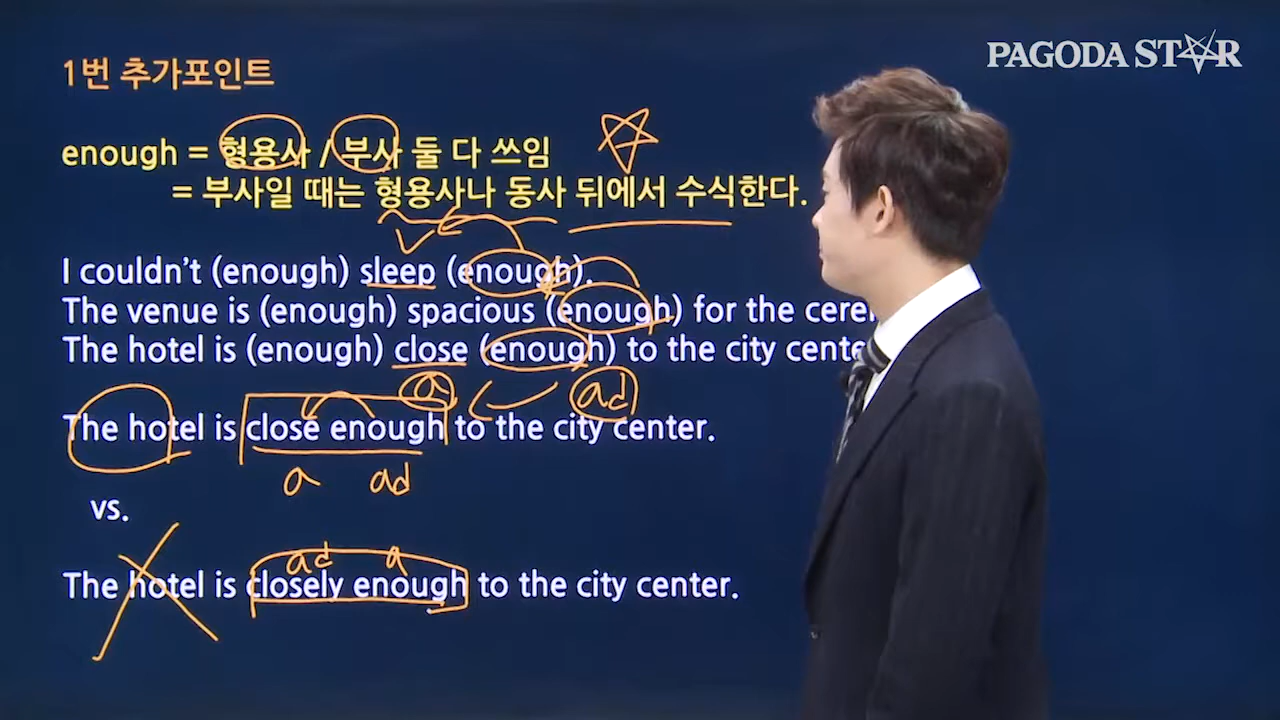 PAGODA STAR
1번 추가포인트
enough = 형용사 / 부사 둘 다 쓰임
= 부사일 때는 형용사나 동사 뒤에서 수식한다.
I couldn't (enough) sleep (enough).
The venue is (enough) spacious (enough) for the
The hotel is (enough) close (enough) to the city
a ad
The hotel is close enough to the city center.
a ad
vs.
ad a
The hotel is closely enough to the city center.